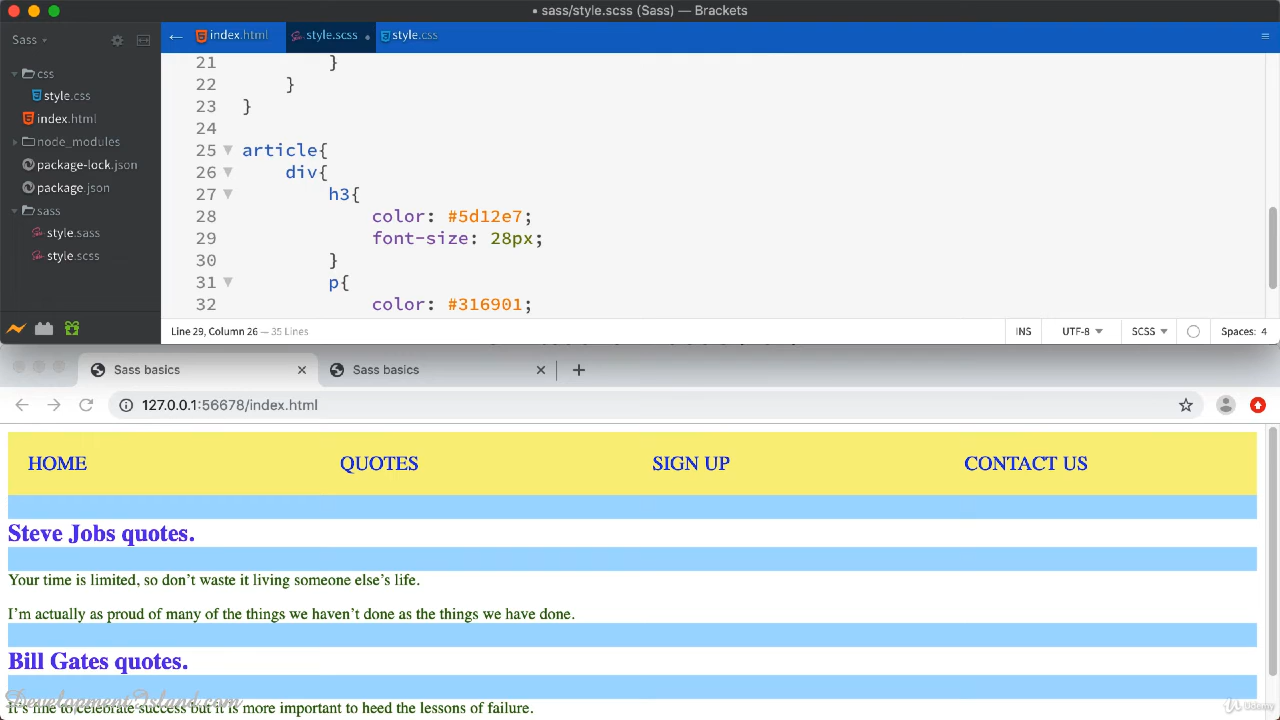 • sass/style.scss (Sass) — Brackets
Sass
index.html
style.scss •
style.css
css
style.css
index.html
node_modules
package-lock.json
package.json
sass
style.sass
style.scss
21 }
22 }
23 }
24
25 article{
26 div{
27 h3{
28 color: #5d12e7;
29 font-size: 28px;
30 }
31 p{
32 color: #316901;
Line 29, Column 26 — 35 Lines
INS UTF-8 SCSS Spaces: 4
Sass basics
Sass basics
127.0.0.1:56678/index.html
HOME QUOTES SIGN UP CONTACT US
Steve Jobs quotes.
Your time is limited, so don’t waste it living someone else’s life.
I’m actually as proud of many of the things we haven’t done as the things we have done.
Bill Gates quotes.
DevelopmentIsland.com
It’s fine to celebrate success but it is more important to heed the lessons of failure.
Udemy